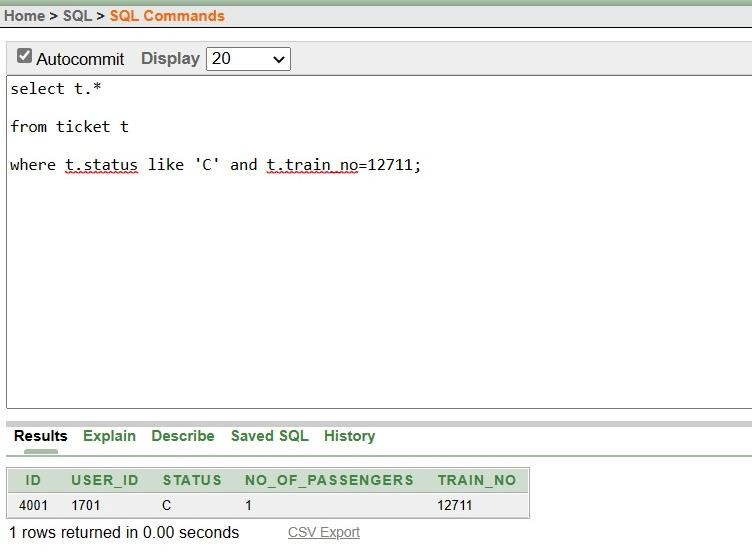 Home > SQL > SQL Commands
Autocommit Display 20
select t.*
from ticket t
where t.status like 'C' and t.train_no=12711;
Results Explain Describe Saved SQL History
ID USER_ID STATUS NO_OF_PASSENGERS TRAIN_NO
4001 1701 C 1 12711
1 rows returned in 0.00 seconds CSV Export